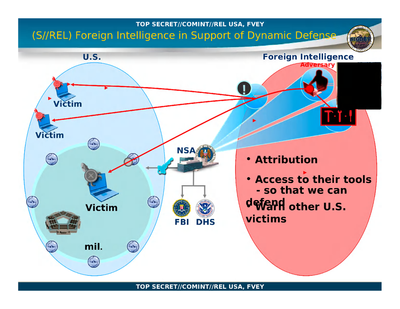 TOP SECRET//COMINT//REL USA, FVEY
(S//REL) Foreign Intelligence in Support of Dynamic Defense
U.S.
Foreign Intelligence
Adversary
!
Victim
Victim
NSA
• Attribution
• Access to their tools
- so that we can
defend
• Warn other U.S.
victims
Victim
FBI
DHS
mil.
TOP SECRET//COMINT//REL USA, FVEY